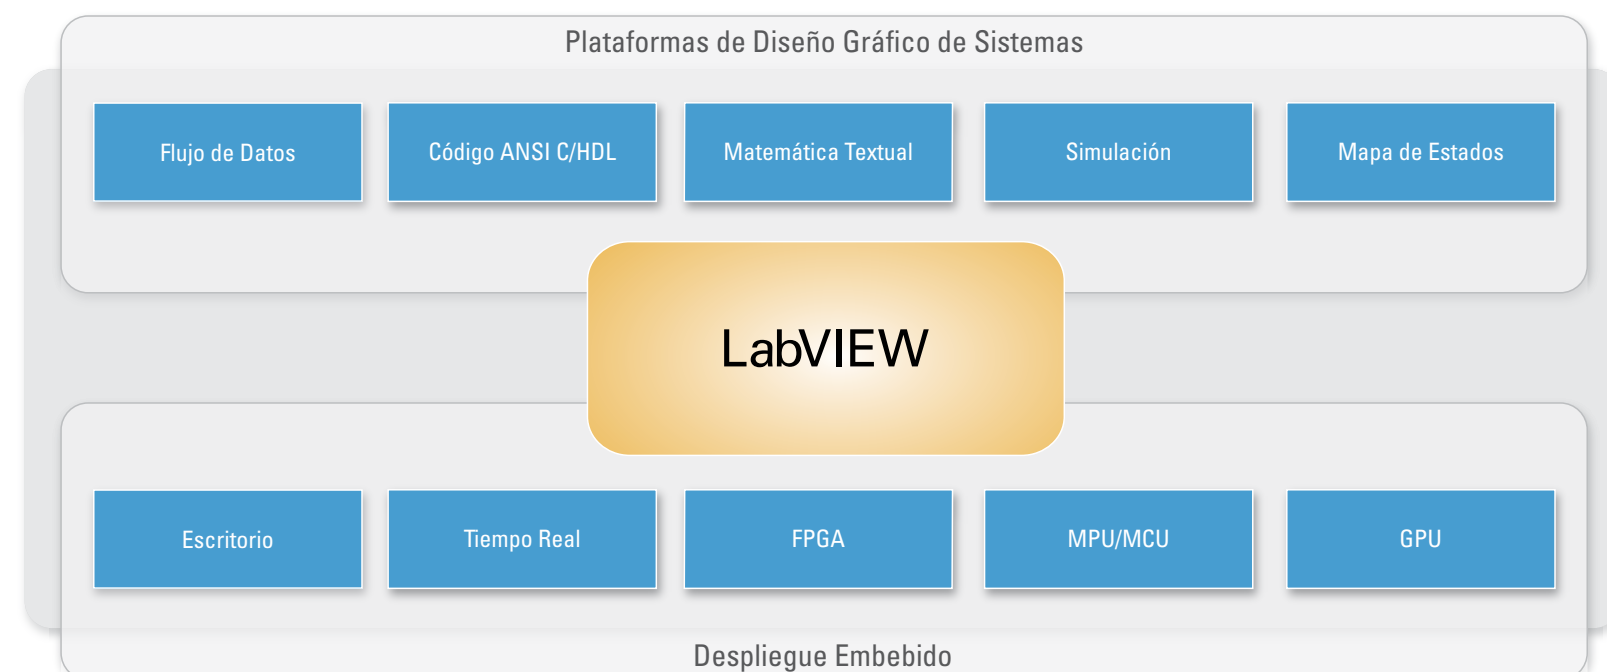 Plataformas de Diseño Gráfico de Sistemas
Flujo de Datos
Código ANSI C/HDL
Matemática Textual
Simulación
Mapa de Estados
LabVIEW
Escritorio
Tiempo Real
FPGA
MPU/MCU
GPU
Despliegue Embebido